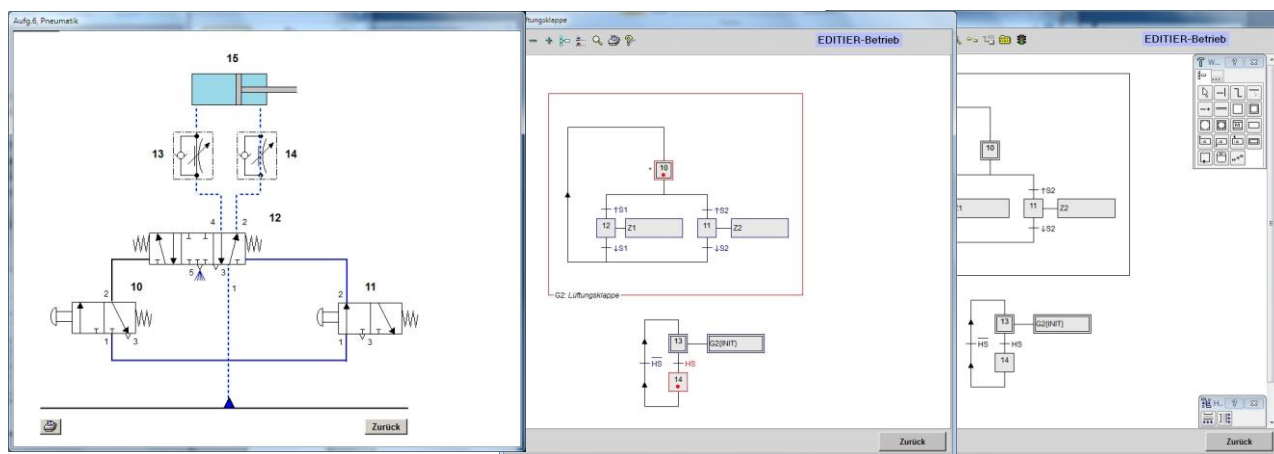 Aufg.6, Pneumatik
15
13
14
4
2
12
5
3
1
2
10
1
3
2
11
1
3
Zurück
lüftungsklappe
EDITIER-Betrieb
10
↑S1
↑S2
12
Z1
11
Z2
↓S1
↓S2
G2: Lüftungsklappe
13
G2(INIT)
HS
HS
14
Zurück
EDITIER-Betrieb
W...
10
↑S2
Z1
11
Z2
↓S2
13
G2(INIT)
HS
HS
14
H..
Zurück